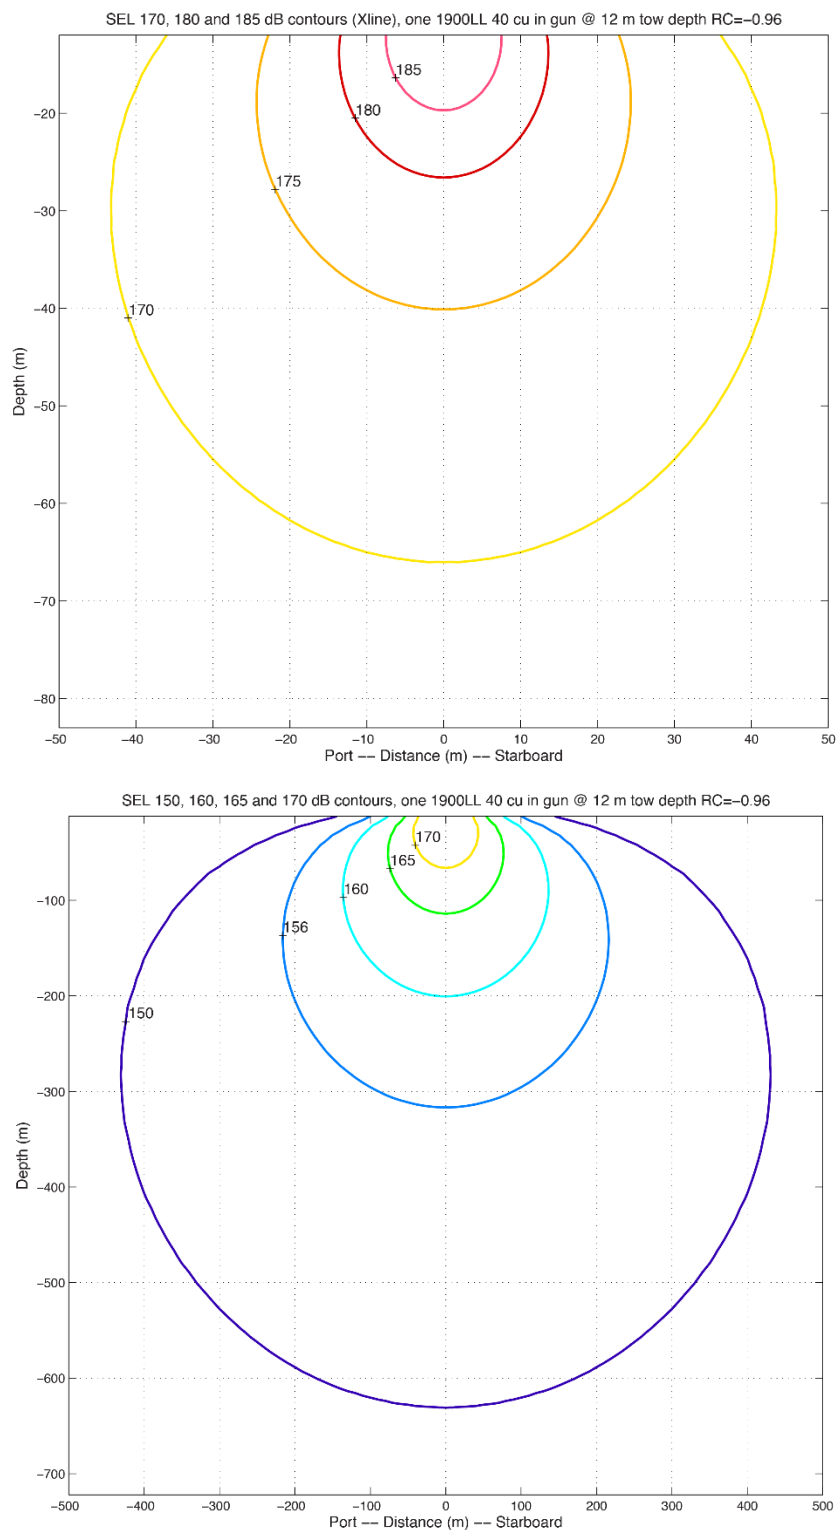 SEL 170, 180 and 185 dB contours (Xline), one 1900LL 40 cu in gun @ 12 m tow depth RC=−0.96
185
−20
180
175
−30
−40
170
Depth (m)
−50
−60
−70
−80
−50 −40 −30 −20 −10 0 10 20 30 40 50
Port −− Distance (m) −− Starboard
SEL 150, 160, 165 and 170 dB contours, one 1900LL 40 cu in gun @ 12 m tow depth RC=−0.96
170
165
160
−100
156
−200
150
−300
Depth (m)
−400
−500
−600
−700
−500 −400 −300 −200 −100 0 100 200 300 400 500
Port −− Distance (m) −− Starboard